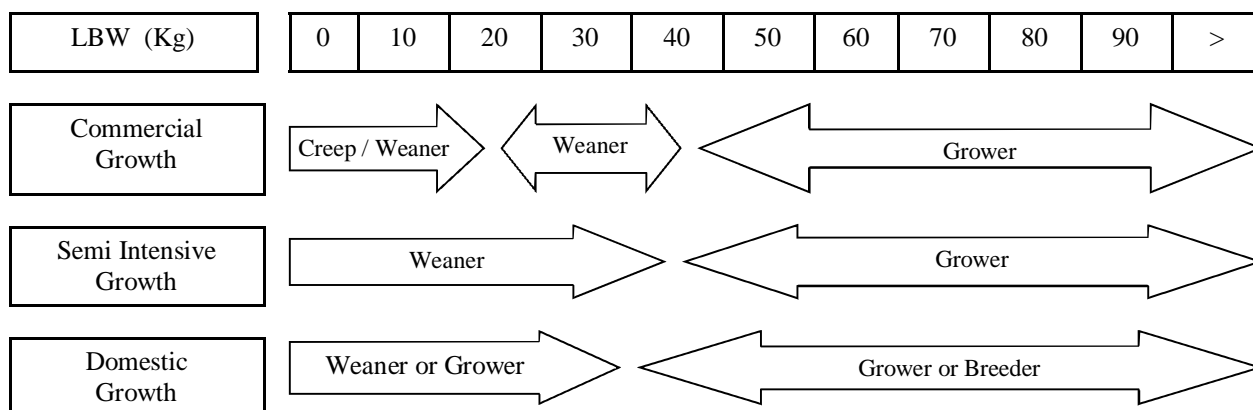 LBW (Kg) 0 10 20 30 40 50 60 70 80 90 >
Commercial
Growth
Creep / Weaner
Weaner
Grower
Semi Intensive
Growth
Weaner
Grower
Domestic
Growth
Weaner or Grower
Grower or Breeder